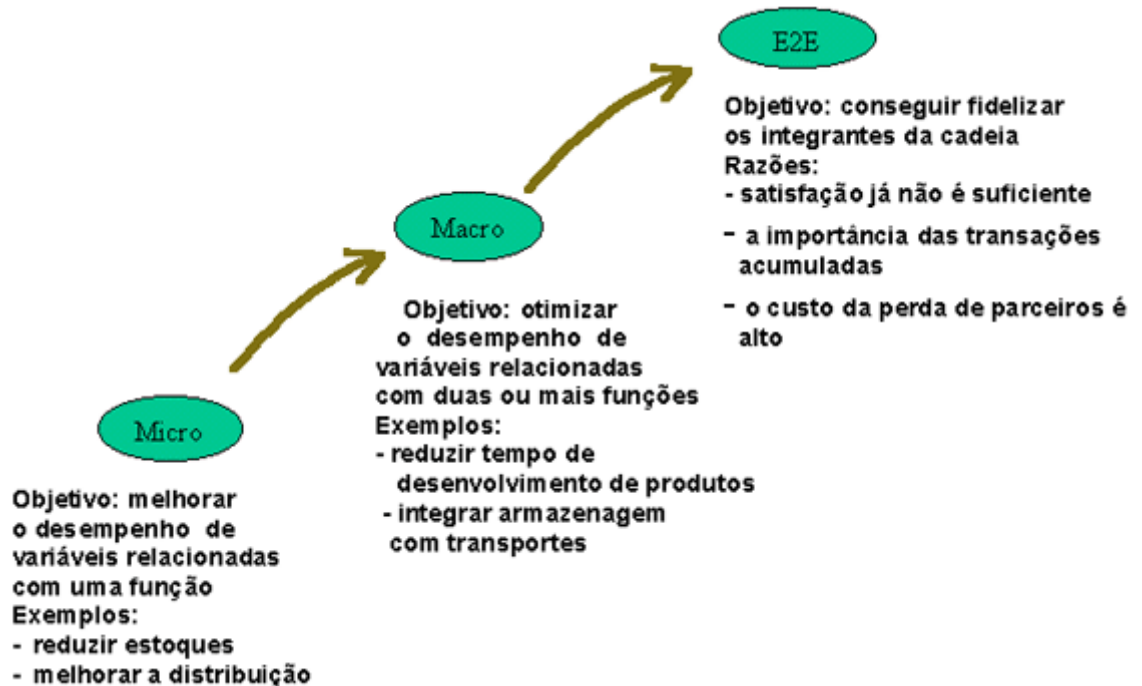 E2E
Objetivo: conseguir fidelizar
os integrantes da cadeia
Razões:
- satisfação já não é suficiente
- a importância das transações
acumuladas
- o custo da perda de parceiros é
alto
Macro
Objetivo: otimizar
o desempenho de
variáveis relacionadas
com duas ou mais funções
Exemplos:
- reduzir tempo de
desenvolvimento de produtos
- integrar armazenagem
com transportes
Micro
Objetivo: melhorar
o desempenho de
variáveis relacionadas
com uma função
Exemplos:
- reduzir estoques
- melhorar a distribuição